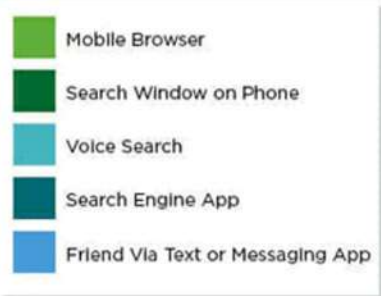 Mobile Browser
Search Window on Phone
Voice Search
Search Engine App
Friend Via Text or Messaging App